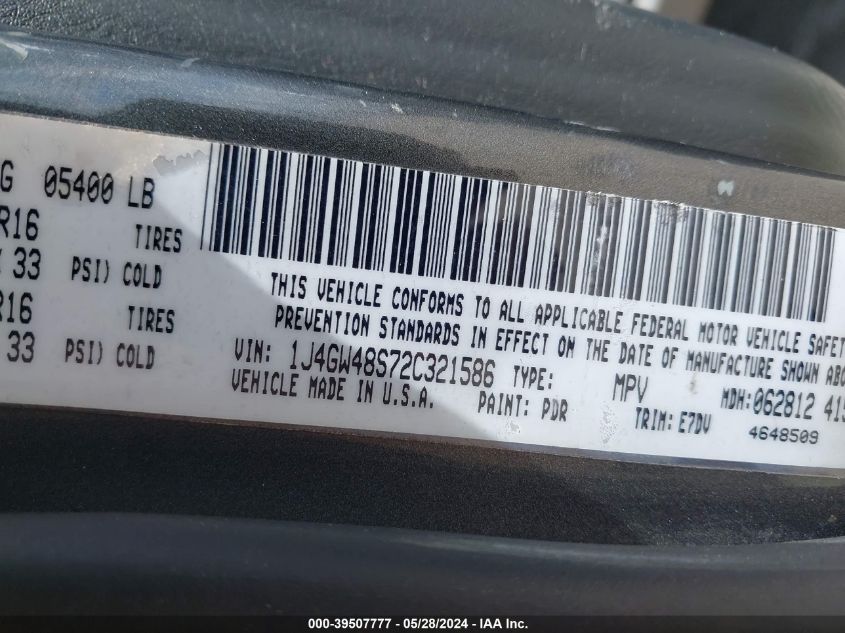 G 05400 LB
R16 TIRES
33 PSI) COLD
R16 TIRES
33 PSI) COLD
THIS VEHICLE CONFORMS TO ALL APPLICABLE FEDERAL MOTOR VEHICLE SAFET
PREVENTION STANDARDS IN EFFECT ON THE DATE OF MANUFACTURE SHOWN ABO
VIN: 1J4GW48S72C321586 TYPE: MPV MDH:062812 415
VEHICLE MADE IN U.S.A. PAINT: PDR TRIM: E7DV
4648509
000-39507777 - 05/28/2024 - IAA Inc.